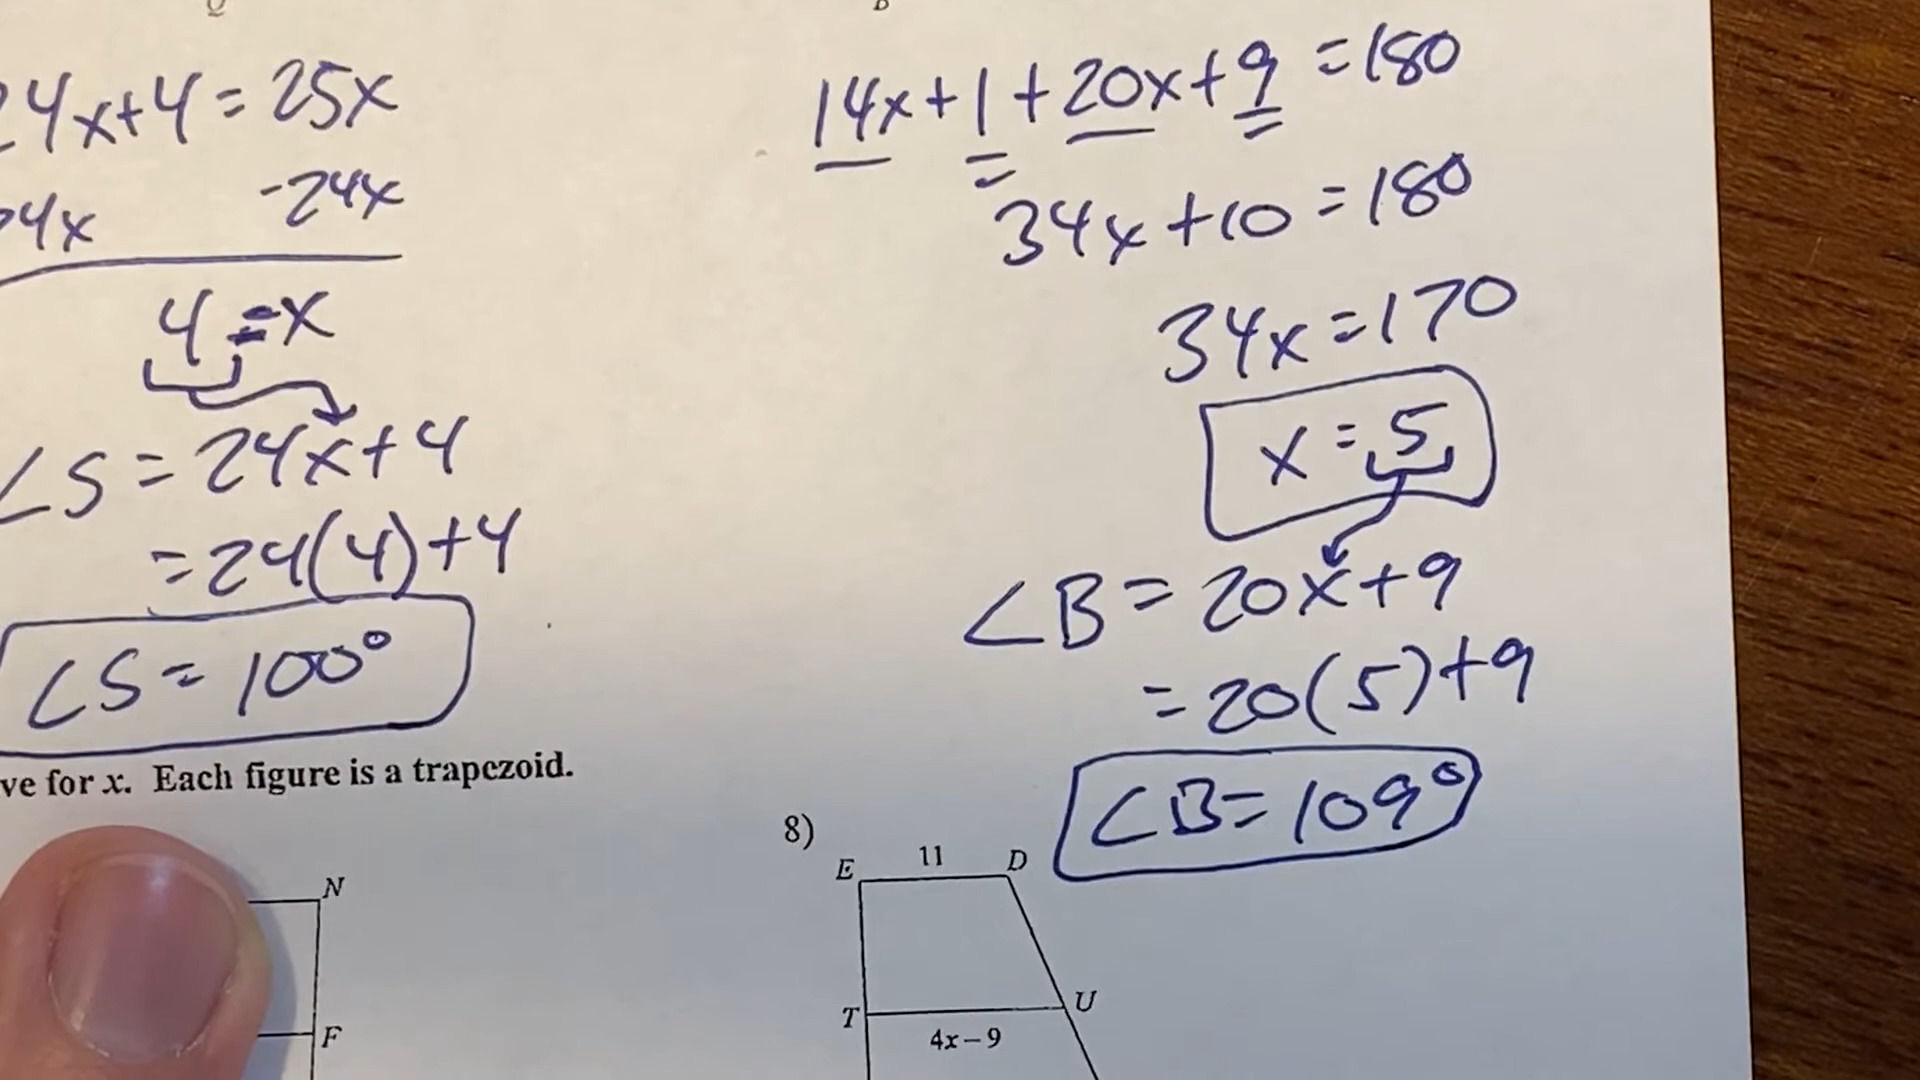 Q
24x+4=25x
24x -24x
4=x
∠S=24x+4
=24(4)+4
∠S=100°
B
14x+1+20x+9=180
34x+10=180
34x=170
x=5
∠B=20x+9
=20(5)+9
∠B=109°
ve for x. Each figure is a trapezoid.
N
F
8)
E 11 D
T U
4x-9